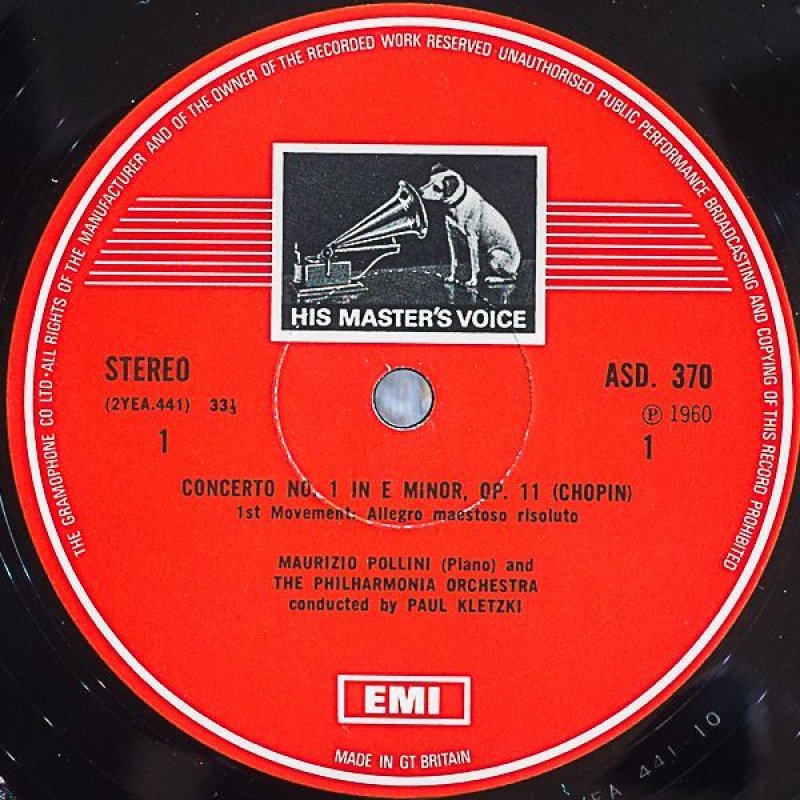 THE GRAMOPHONE CO LTD · ALL RIGHTS OF THE MANUFACTURER AND OF THE OWNER OF THE RECORDED WORK RESERVED · UNAUTHORISED PUBLIC PERFORMANCE BROADCASTING AND COPYING OF THIS RECORD PROHIBITED
HIS MASTER'S VOICE
STEREO
ASD. 370
(2YEA.441) 33⅓
℗ 1960
1
1
CONCERTO NO. 1 IN E MINOR, OP. 11 (CHOPIN)
1st Movement: Allegro maestoso risoluto
MAURIZIO POLLINI (Piano) and
THE PHILHARMONIA ORCHESTRA
conducted by PAUL KLETZKI
EMI
MADE IN GT BRITAIN
441 10